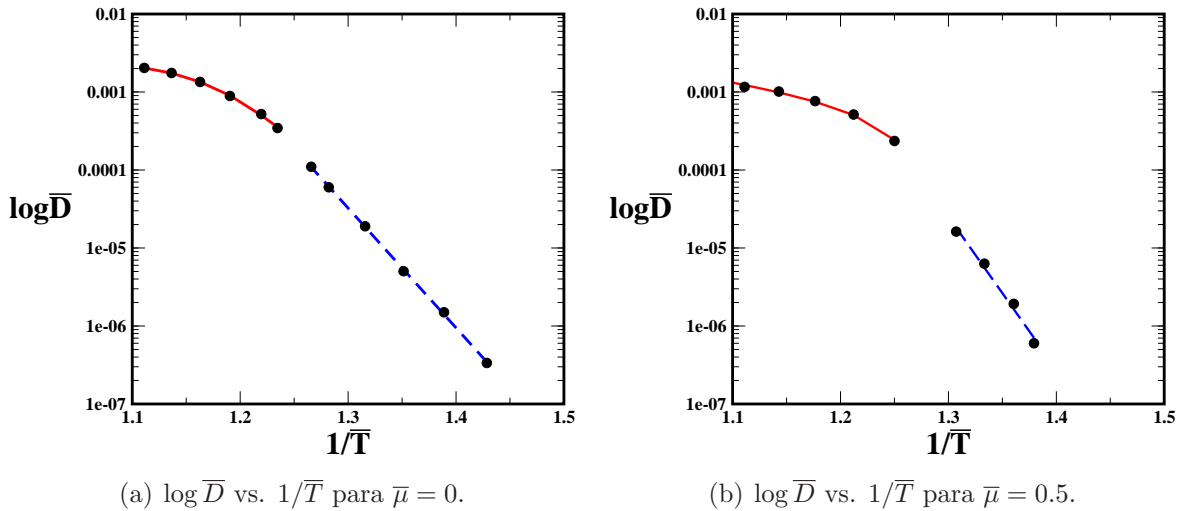 0.01
0.001
0.0001
1e-05
1e-06
1e-07
log D̅
1.1 1.2 1.3 1.4 1.5
1/T̅
(a) log D̅ vs. 1/T̅ para μ̅ = 0.
0.01
0.001
0.0001
1e-05
1e-06
1e-07
log D̅
1.1 1.2 1.3 1.4 1.5
1/T̅
(b) log D̅ vs. 1/T̅ para μ̅ = 0.5.